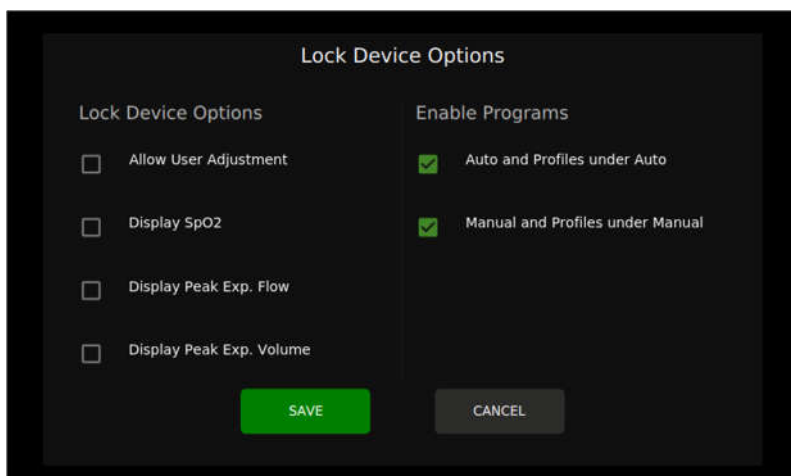 Lock Device Options
Lock Device Options
Allow User Adjustment
Display SpO2
Display Peak Exp. Flow
Display Peak Exp. Volume
Enable Programs
Auto and Profiles under Auto
Manual and Profiles under Manual
SAVE
CANCEL